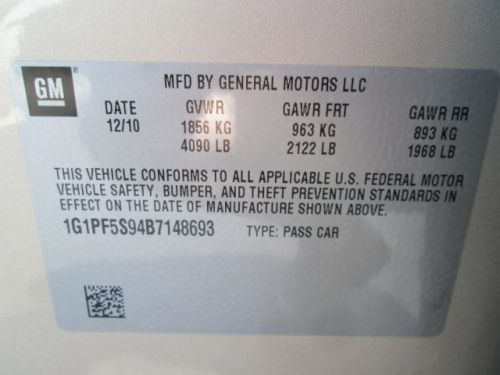 GM
MFD BY GENERAL MOTORS LLC
DATE GVWR GAWR FRT GAWR RR
12/10 1856 KG 963 KG 893 KG
4090 LB 2122 LB 1968 LB
THIS VEHICLE CONFORMS TO ALL APPLICABLE U.S. FEDERAL MOTOR
VEHICLE SAFETY, BUMPER, AND THEFT PREVENTION STANDARDS IN
EFFECT ON THE DATE OF MANUFACTURE SHOWN ABOVE.
1G1PF5S94B7148693 TYPE: PASS CAR